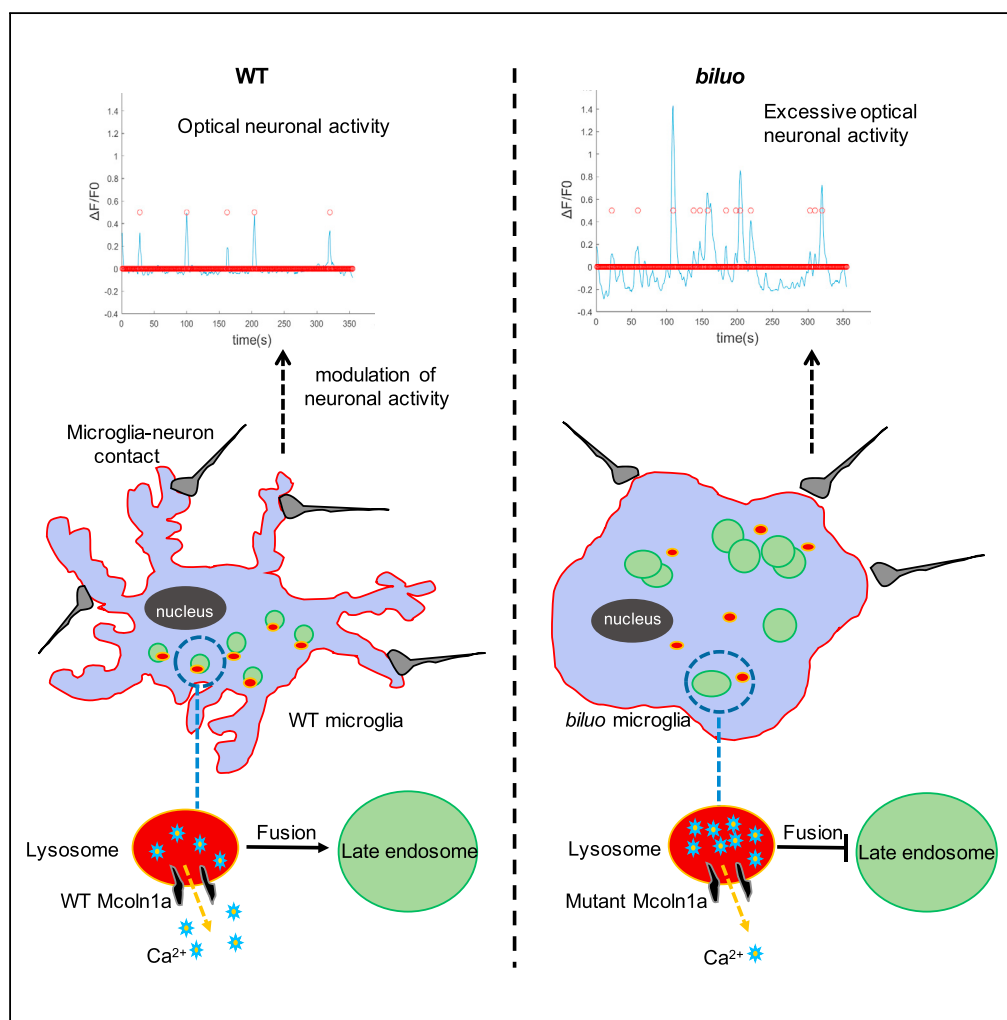 WT
1.4
1.2
1
0.8
0.6
0.4
0.2
0
-0.2
-0.4
ΔF/F0
0 50 100 150 200 250 300 350
time(s)
Optical neuronal activity
modulation of
neuronal activity
Microglia-neuron
contact
nucleus
WT microglia
Lysosome
Fusion
Late endosome
WT Mcoln1a
Ca²⁺
biluo
1.4
1.2
1
0.8
0.6
0.4
0.2
0
-0.2
-0.4
ΔF/F0
0 50 100 150 200 250 300 350
time(s)
Excessive optical
neuronal activity
nucleus
biluo microglia
Lysosome
Fusion
Late endosome
Mutant Mcoln1a
Ca²⁺